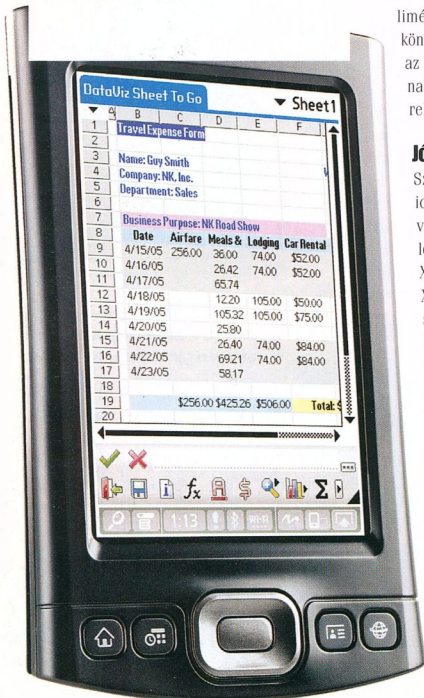 DataViz Sheet To Go
Sheet1
B C D E F
1 Travel Expense Form
2
3 Name: Guy Smith
4 Company: NK, Inc.
5 Department: Sales
6
7 Business Purpose: NK Road Show
8 Date Airfare Meals & Lodging Car Rental
9 4/15/05 256.00 36.00 74.00 $52.00
10 4/16/05 26.42 74.00 $52.00
11 4/17/05 65.74
12 4/18/05 12.20 105.00 $50.00
13 4/19/05 105.32 105.00 $75.00
14 4/20/05 25.80
15 4/21/05 26.40 74.00 $84.00
16 4/22/05 69.21 74.00 $84.00
17 4/23/05 58.17
18
19 $256.00 $425.26 $506.00 Total: $
20
fx A $ Σ
1:13 Wi-Fi
limé
kön
az
na
re
JÓ
Sz